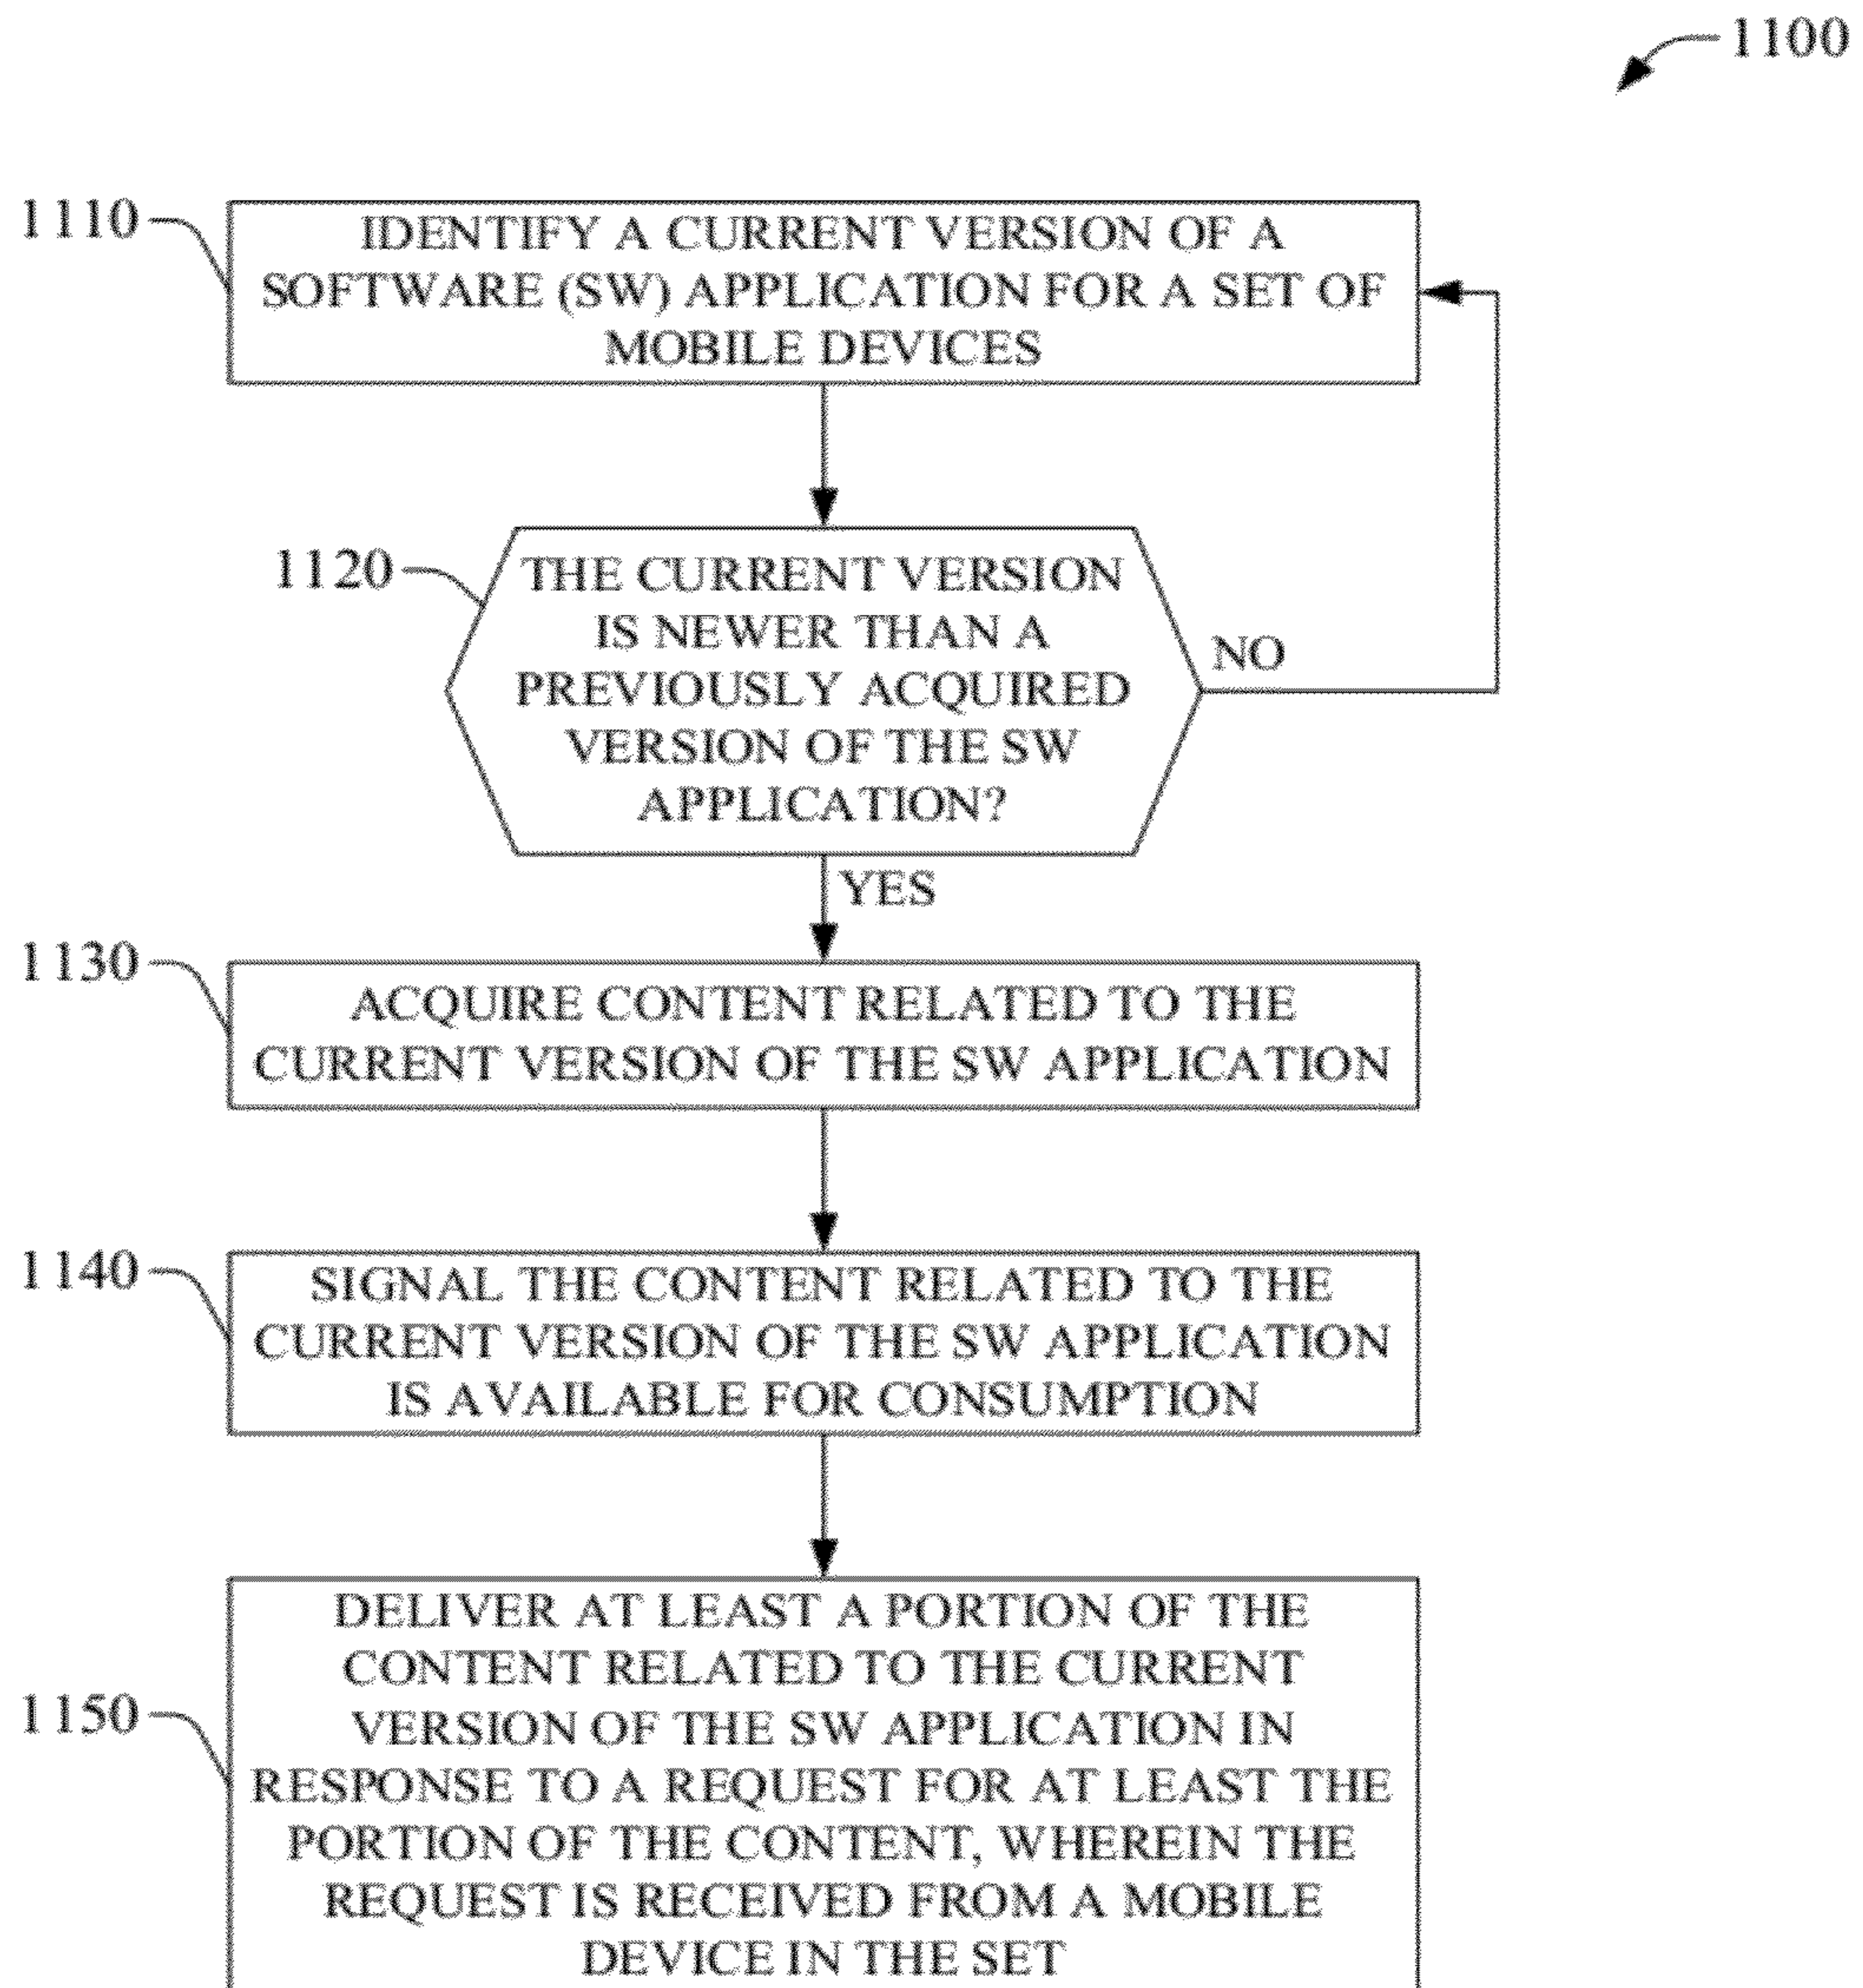 1100
1110
IDENTIFY A CURRENT VERSION OF A
SOFTWARE (SW) APPLICATION FOR A SET OF
MOBILE DEVICES
1120
THE CURRENT VERSION
IS NEWER THAN A
PREVIOUSLY ACQUIRED
VERSION OF THE SW
APPLICATION?
NO
YES
1130
ACQUIRE CONTENT RELATED TO THE
CURRENT VERSION OF THE SW APPLICATION
1140
SIGNAL THE CONTENT RELATED TO THE
CURRENT VERSION OF THE SW APPLICATION
IS AVAILABLE FOR CONSUMPTION
1150
DELIVER AT LEAST A PORTION OF THE
CONTENT RELATED TO THE CURRENT
VERSION OF THE SW APPLICATION IN
RESPONSE TO A REQUEST FOR AT LEAST THE
PORTION OF THE CONTENT, WHEREIN THE
REQUEST IS RECEIVED FROM A MOBILE
DEVICE IN THE SET